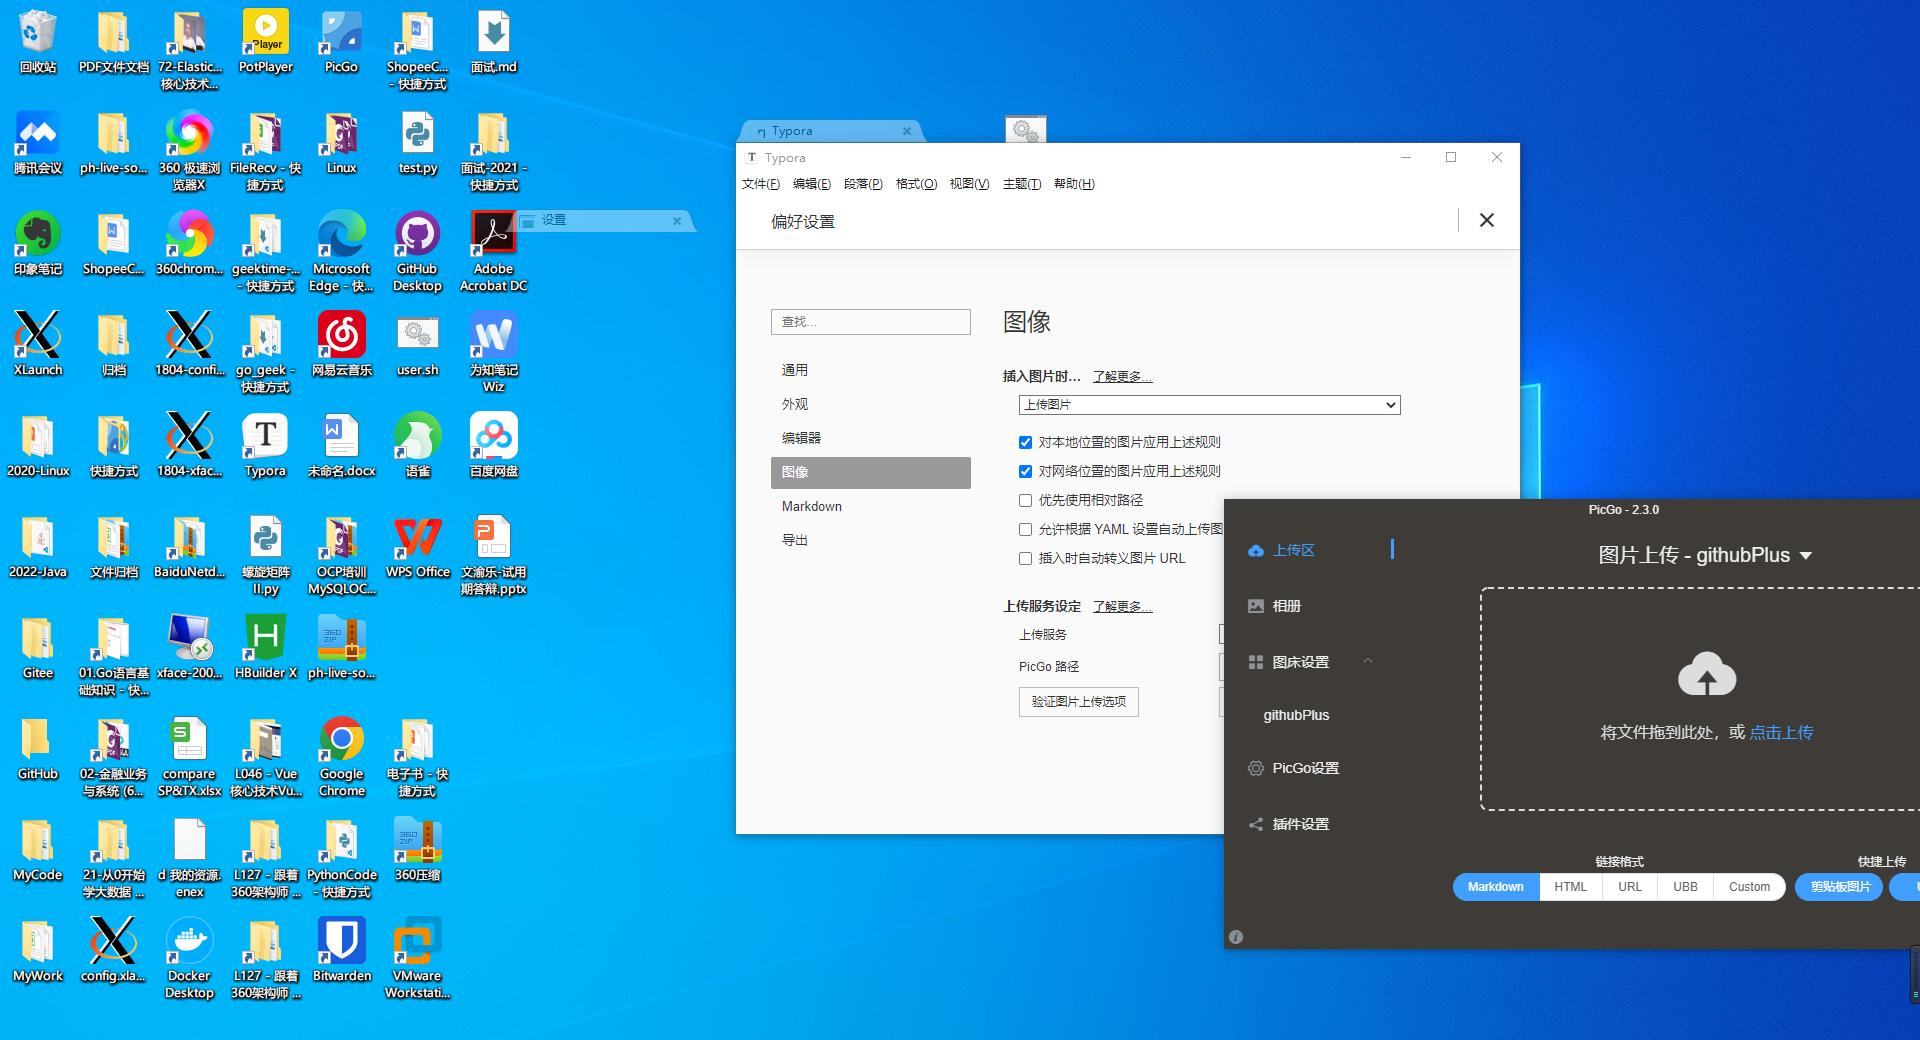 回收站
PDF文件文档
72-Elastic...
核心技术...
Player
PotPlayer
PicGo
ShopeeC...
- 快捷方式
面试.md
腾讯会议
ph-live-so...
360 极速浏
览器X
FileRecv - 快
捷方式
Linux
test.py
面试-2021 -
快捷方式
印象笔记
ShopeeC...
360chrom...
geektime-...
- 快捷方式
Microsoft
Edge - 快...
GitHub
Desktop
Adobe
Acrobat DC
XLaunch
归档
1804-confi...
go_geek -
快捷方式
网易云音乐
user.sh
为知笔记
Wiz
2020-Linux
快捷方式
1804-xfac...
Typora
未命名.docx
语雀
百度网盘
2022-Java
文件归档
BaiduNetd...
螺旋矩阵
II.py
OCP培训
MySQLOC...
WPS Office
文渝乐-试用
期答辩.pptx
Gitee
01.Go语言基
础知识 - 快...
xface-200...
HBuilder X
360
ZIP
ph-live-so...
GitHub
02-金融业务
与系统 (6...
compare
SP&TX.xlsx
L046 - Vue
核心技术Vu...
Google
Chrome
电子书 - 快
捷方式
MyCode
21-从0开始
学大数据 ...
d 我的资源.
enex
L127 - 跟着
360架构师 ...
PythonCode
- 快捷方式
360
ZIP
360压缩
MyWork
config.xla...
Docker
Desktop
L127 - 跟着
360架构师 ...
Bitwarden
VMware
Workstati...
设置
Typora
Typora
文件(F) 编辑(E) 段落(P) 格式(O) 视图(V) 主题(T) 帮助(H)
偏好设置
查找...
通用
外观
编辑器
图像
Markdown
导出
图像
插入图片时... 了解更多...
上传图片
对本地位置的图片应用上述规则
对网络位置的图片应用上述规则
优先使用相对路径
允许根据 YAML 设置自动上传图
插入时自动转义图片 URL
上传服务设定 了解更多...
上传服务
PicGo 路径
验证图片上传选项
PicGo - 2.3.0
上传区
相册
图床设置
githubPlus
PicGo设置
插件设置
图片上传 - githubPlus
将文件拖到此处，或 点击上传
链接格式
快捷上传
Markdown HTML URL UBB Custom
剪贴板图片